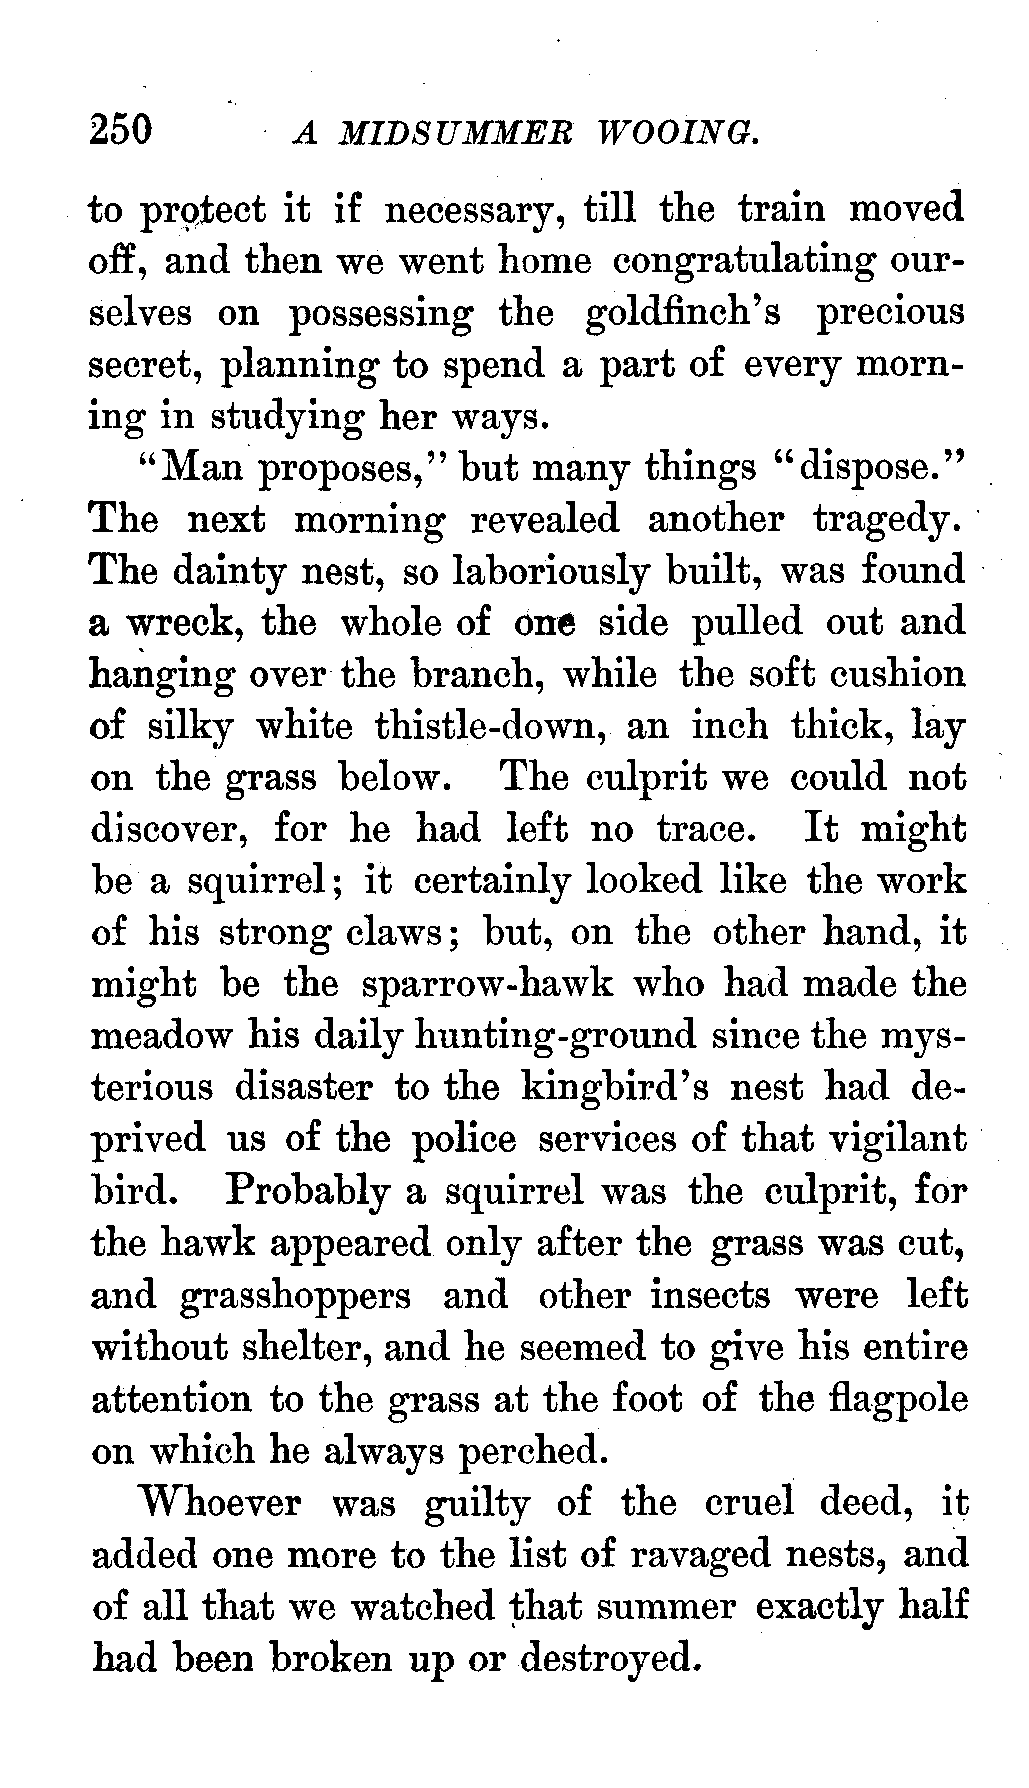 250 A MIDSUMMER WOOING.
to protect it if necessary, till the train moved
off, and then we went home congratulating our-
selves on possessing the goldfinch's precious
secret, planning to spend a part of every morn-
ing in studying her ways.
"Man proposes," but many things "dispose."
The next morning revealed another tragedy.
The dainty nest, so laboriously built, was found
a wreck, the whole of one side pulled out and
hanging over the branch, while the soft cushion
of silky white thistle-down, an inch thick, lay
on the grass below. The culprit we could not
discover, for he had left no trace. It might
be a squirrel; it certainly looked like the work
of his strong claws; but, on the other hand, it
might be the sparrow-hawk who had made the
meadow his daily hunting-ground since the mys-
terious disaster to the kingbird's nest had de-
prived us of the police services of that vigilant
bird. Probably a squirrel was the culprit, for
the hawk appeared only after the grass was cut,
and grasshoppers and other insects were left
without shelter, and he seemed to give his entire
attention to the grass at the foot of the flagpole
on which he always perched.
Whoever was guilty of the cruel deed, it
added one more to the list of ravaged nests, and
of all that we watched that summer exactly half
had been broken up or destroyed.